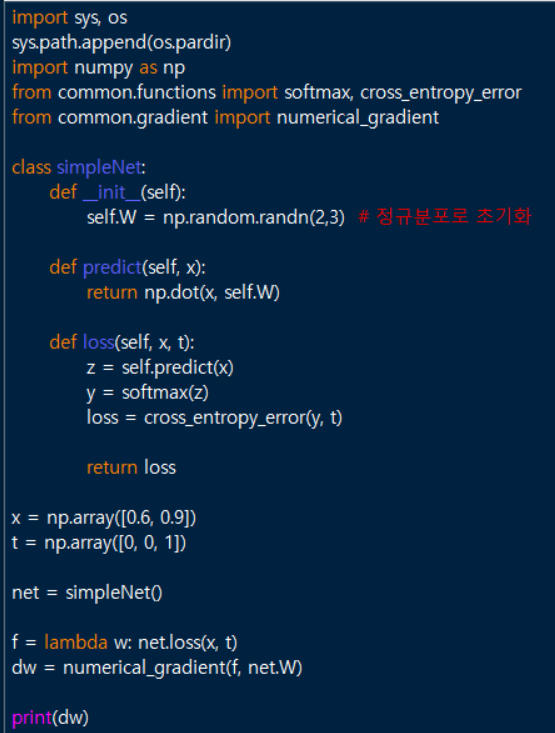 import sys, os
sys.path.append(os.pardir)
import numpy as np
from common.functions import softmax, cross_entropy_error
from common.gradient import numerical_gradient
class simpleNet:
def __init__(self):
self.W = np.random.randn(2,3) # 정규분포로 초기화
def predict(self, x):
return np.dot(x, self.W)
def loss(self, x, t):
z = self.predict(x)
y = softmax(z)
loss = cross_entropy_error(y, t)
return loss
x = np.array([0.6, 0.9])
t = np.array([0, 0, 1])
net = simpleNet()
f = lambda w: net.loss(x, t)
dw = numerical_gradient(f, net.W)
print(dw)